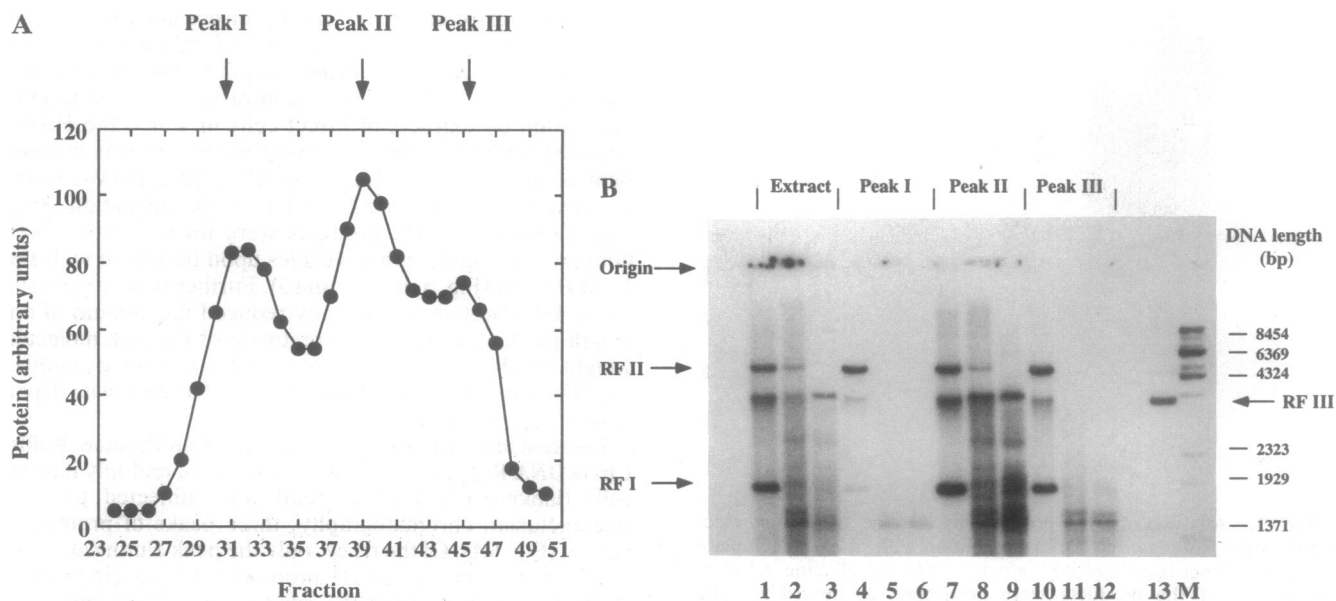 A
Peak I Peak II Peak III
Protein (arbitrary units)
120
100
80
60
40
20
0
23 25 27 29 31 33 35 37 39 41 43 45 47 49 51
Fraction
B
Extract Peak I Peak II Peak III
DNA length
(bp)
Origin
8454
6369
RF II
4324
RF III
2323
RF I
1929
1371
1 2 3 4 5 6 7 8 9 10 11 12 13 M